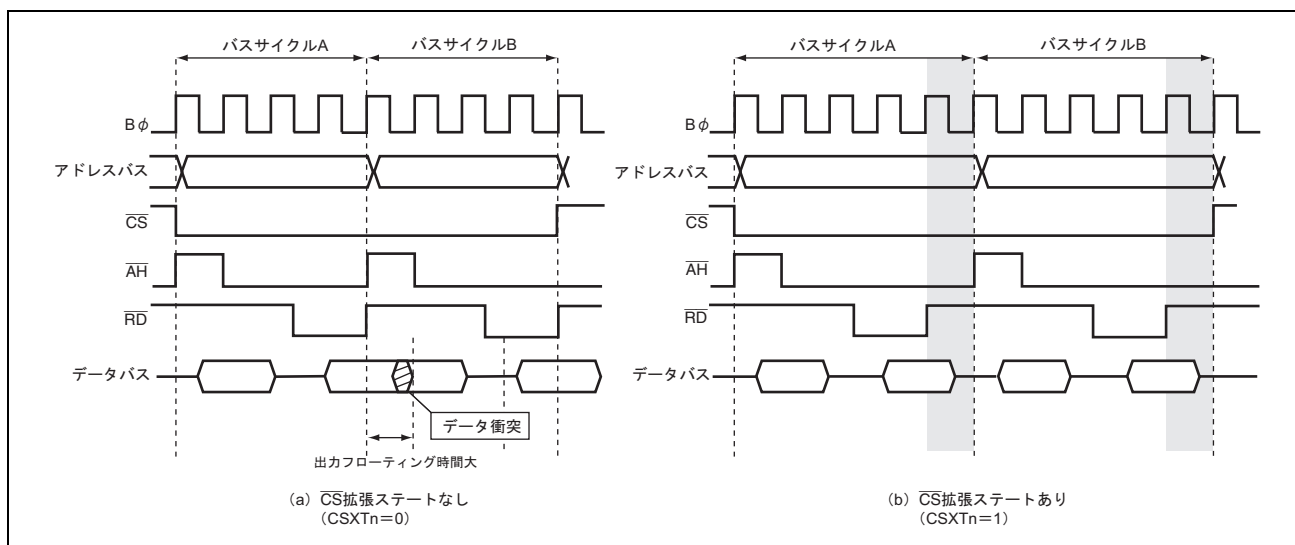 バスサイクルA
バスサイクルB
Bφ
アドレスバス
CS
AH
RD
データバス
データ衝突
出力フローティング時間大
(a) CS拡張ステートなし
(CSXTn=0)
バスサイクルA
バスサイクルB
Bφ
アドレスバス
CS
AH
RD
データバス
(b) CS拡張ステートあり
(CSXTn=1)